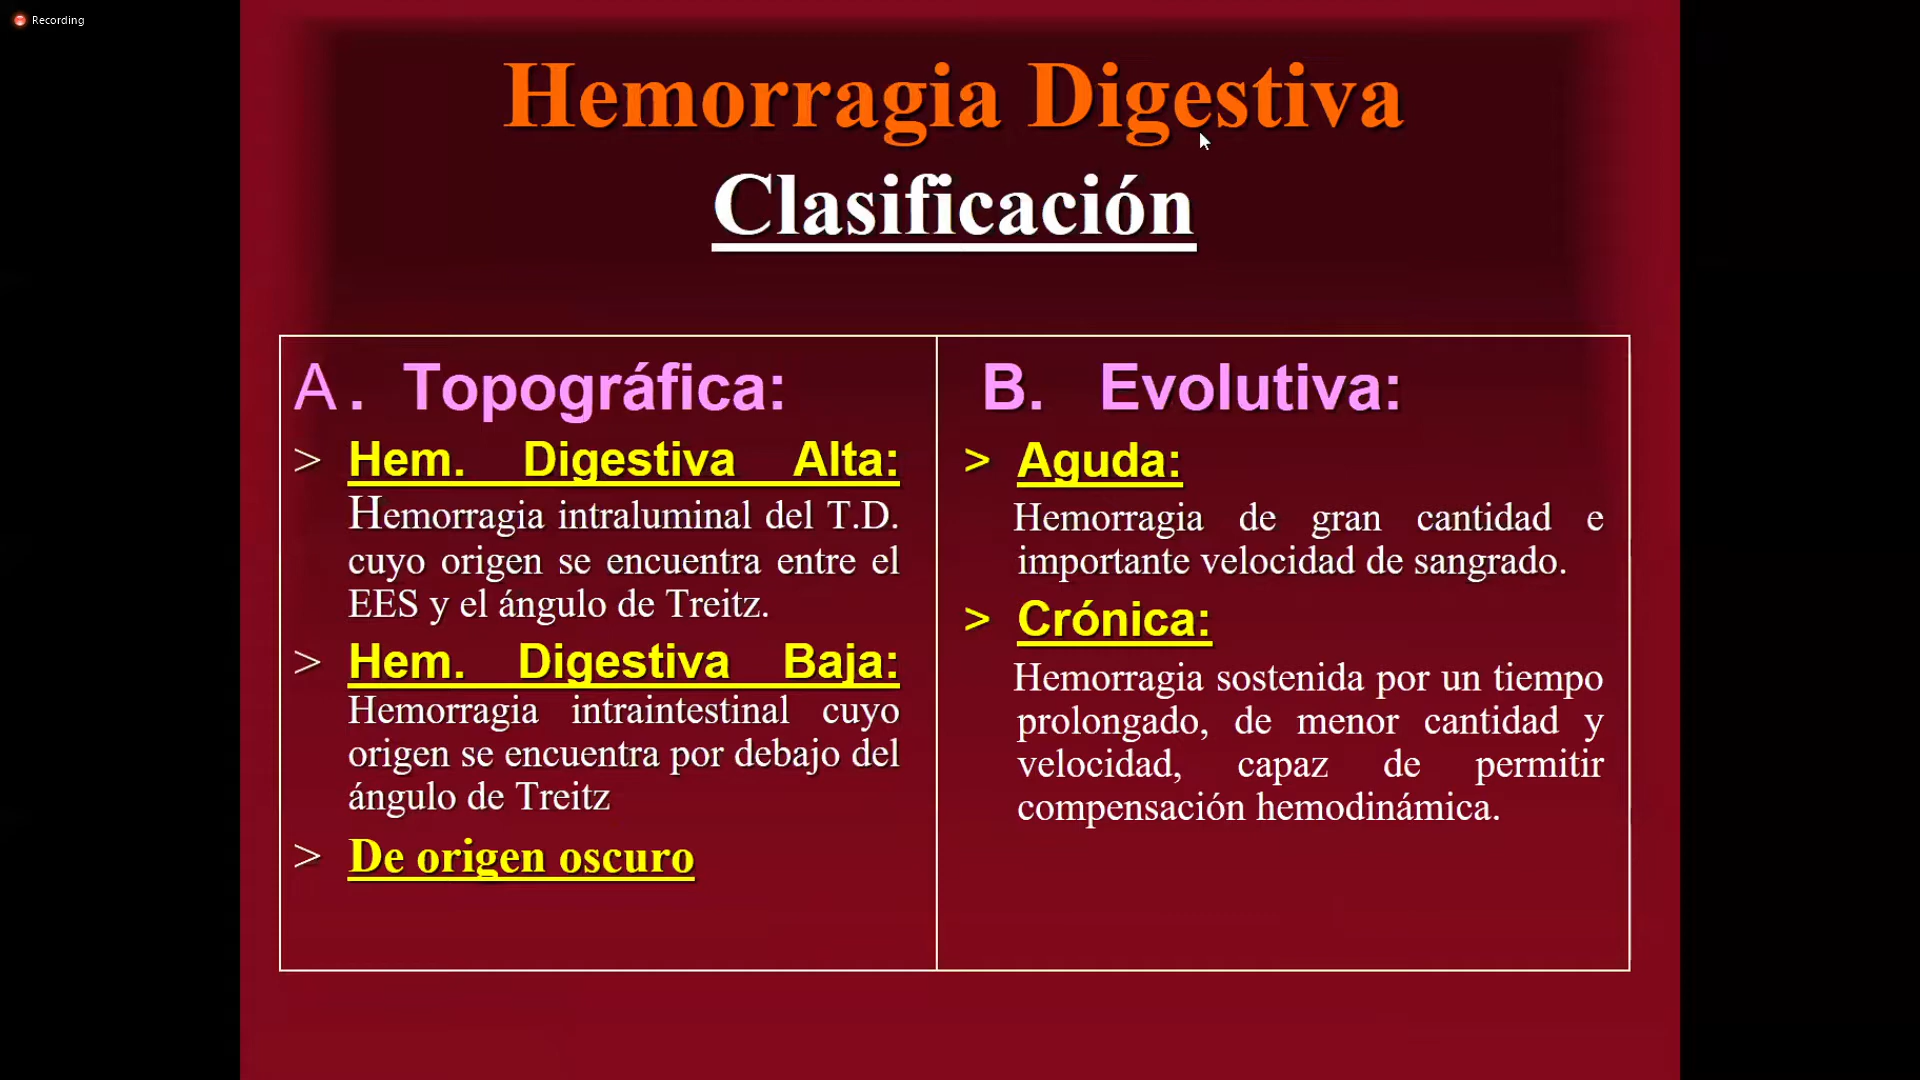 Recording
Hemorragia Digestiva
Clasificación
A . Topográfica:
> Hem. Digestiva Alta:
Hemorragia intraluminal del T.D.
cuyo origen se encuentra entre el
EES y el ángulo de Treitz.
> Hem. Digestiva Baja:
Hemorragia intraintestinal cuyo
origen se encuentra por debajo del
ángulo de Treitz
> De origen oscuro
B. Evolutiva:
> Aguda:
Hemorragia de gran cantidad e
importante velocidad de sangrado.
> Crónica:
Hemorragia sostenida por un tiempo
prolongado, de menor cantidad y
velocidad, capaz de permitir
compensación hemodinámica.